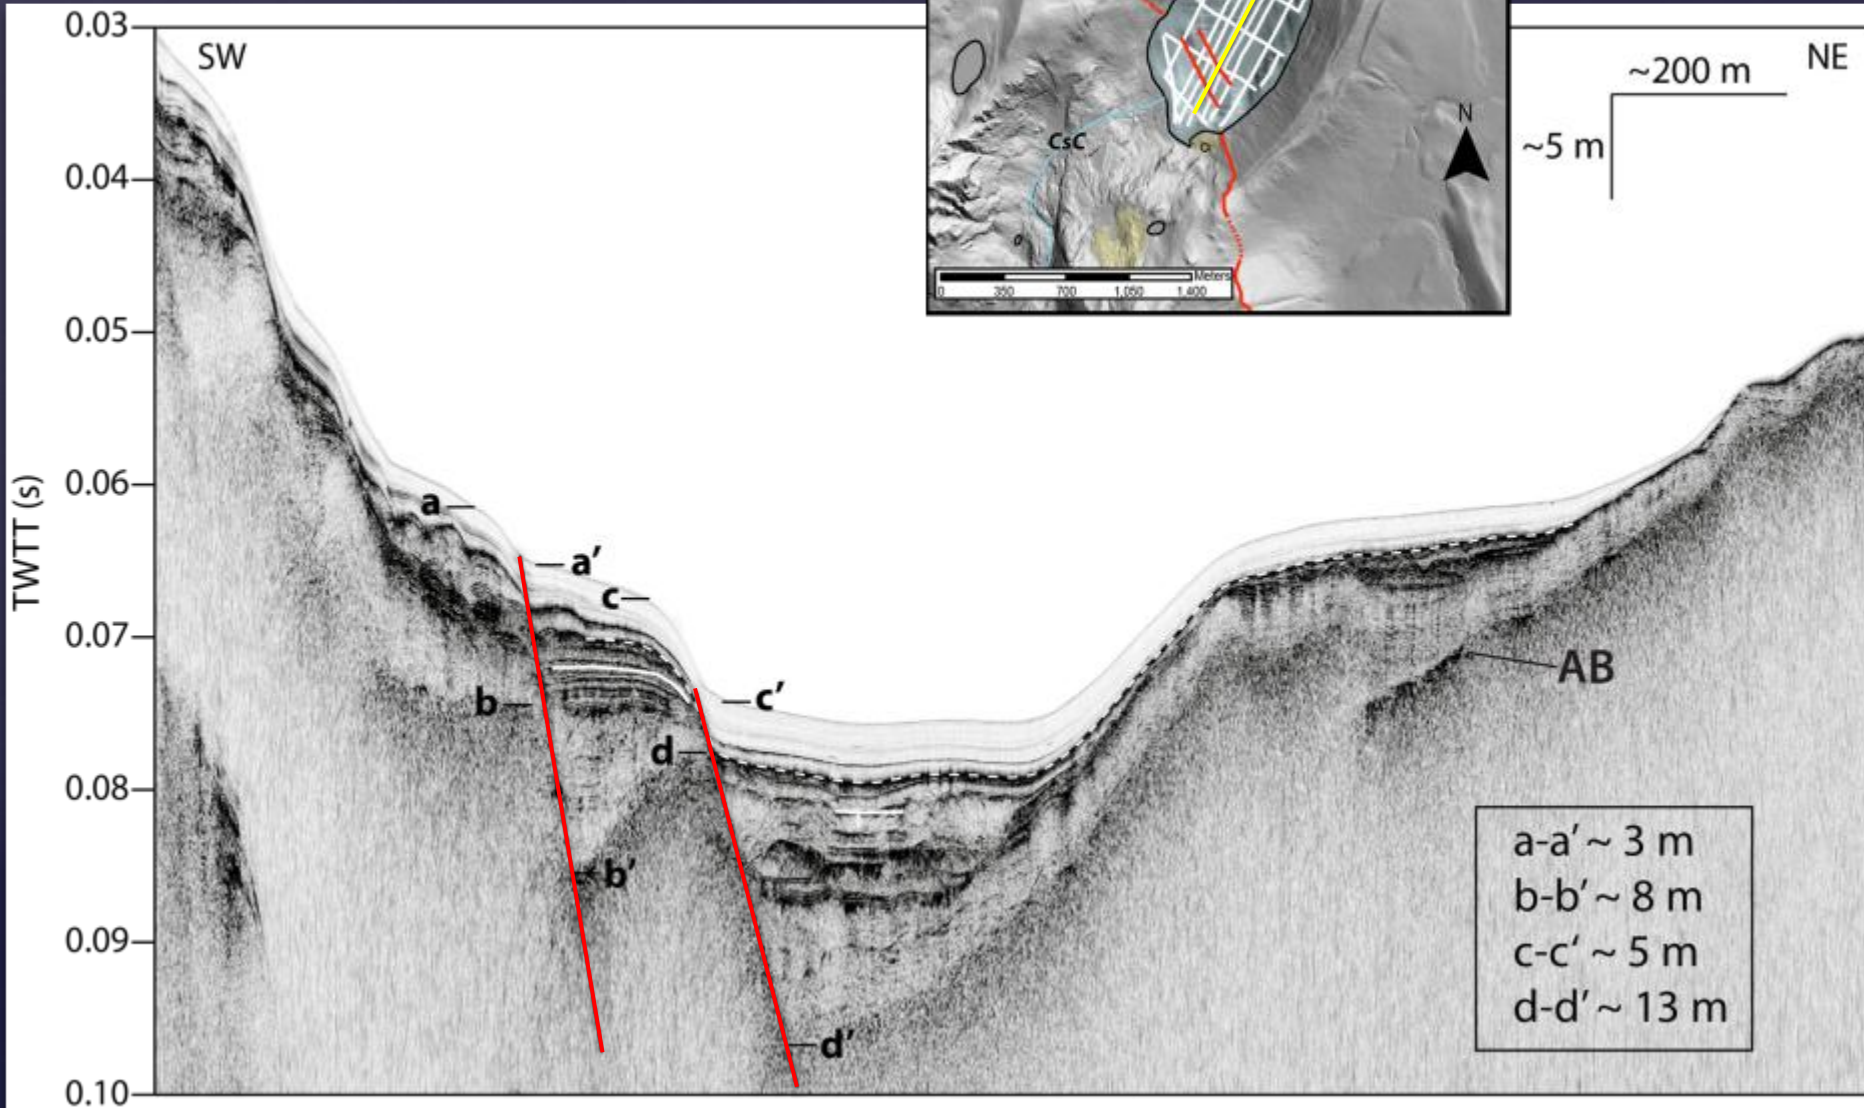 0.03
SW
~200 m
NE
N
~5 m
CsC
Meters
0 350 700 1,050 1,400
0.04
0.05
0.06
0.07
0.08
0.09
0.10
TWTT (s)
a
a′
c
b
c′
d
b′
d′
AB
a-a′ ~ 3 m
b-b′ ~ 8 m
c-c′ ~ 5 m
d-d′ ~ 13 m